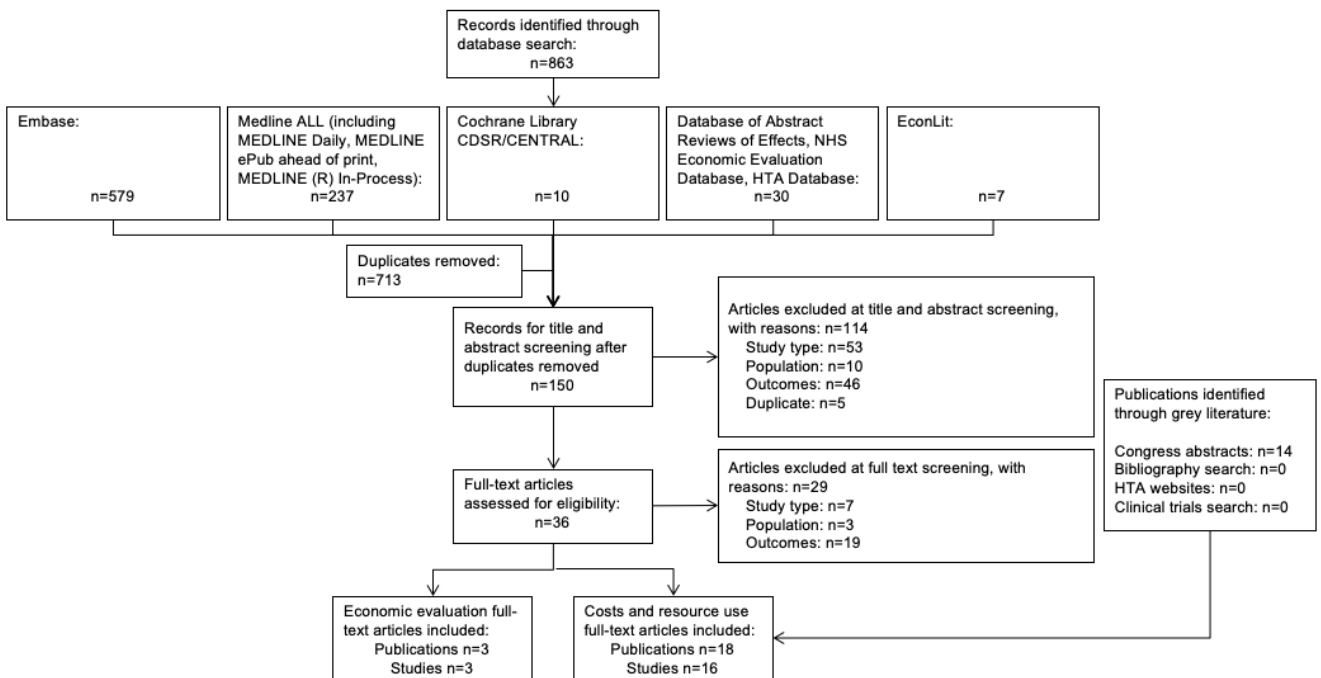 Records identified through
database search:
n=863
Embase:
n=579
Medline ALL (including
MEDLINE Daily, MEDLINE
ePub ahead of print,
MEDLINE (R) In-Process):
n=237
Cochrane Library
CDSR/CENTRAL:
n=10
Database of Abstract
Reviews of Effects, NHS
Economic Evaluation
Database, HTA Database:
n=30
EconLit:
n=7
Duplicates removed:
n=713
Records for title and
abstract screening after
duplicates removed
n=150
Articles excluded at title and abstract screening,
with reasons: n=114
Study type: n=53
Population: n=10
Outcomes: n=46
Duplicate: n=5
Publications identified
through grey literature:
Congress abstracts: n=14
Bibliography search: n=0
HTA websites: n=0
Clinical trials search: n=0
Full-text articles
assessed for eligibility:
n=36
Articles excluded at full text screening, with
reasons: n=29
Study type: n=7
Population: n=3
Outcomes: n=19
Economic evaluation full-
text articles included:
Publications n=3
Studies n=3
Costs and resource use
full-text articles included:
Publications n=18
Studies n=16